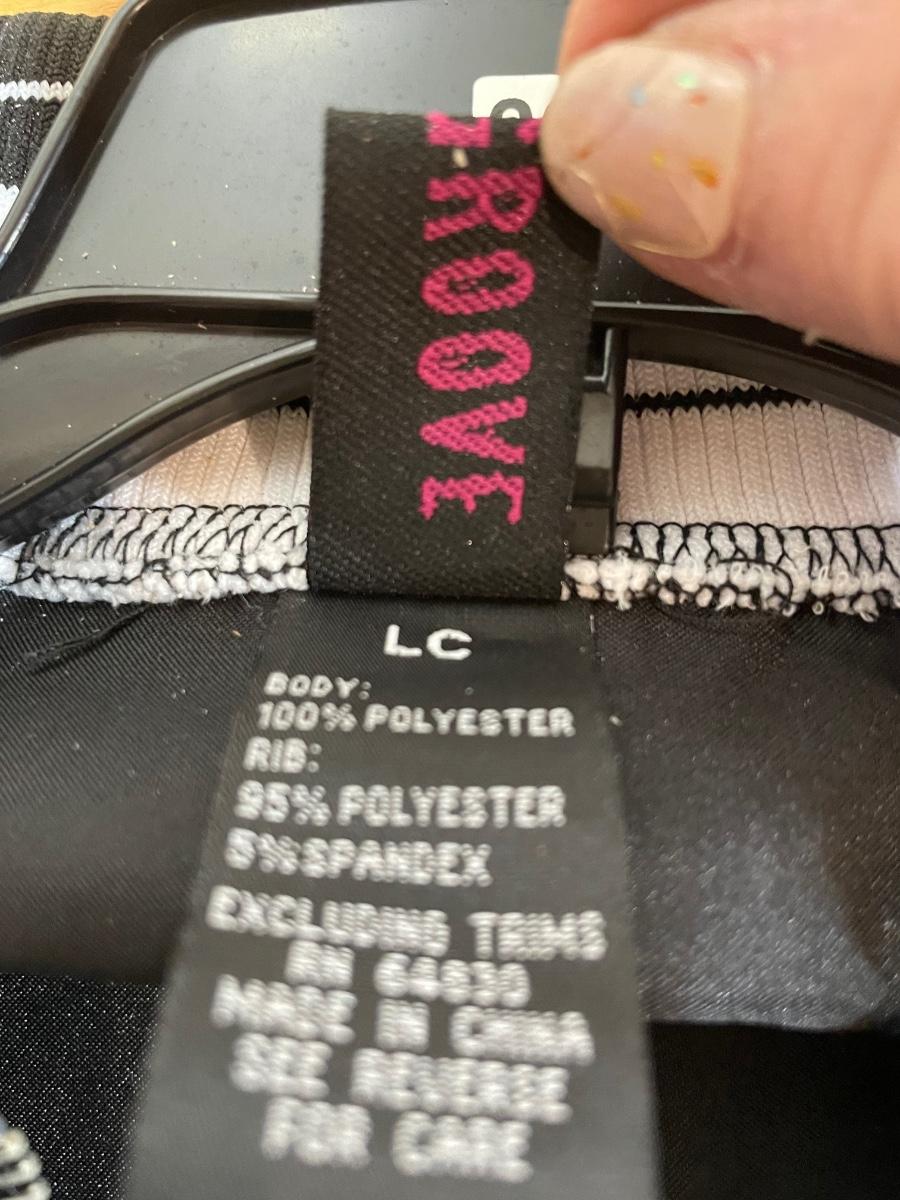 ROOVE
LC
BODY:
100% POLYESTER
RIB:
95% POLYESTER
5% SPANDEX
EXCLUDING TRIMS
RN 64930
MADE IN CHINA
SEE REVERSE
FOR CARE